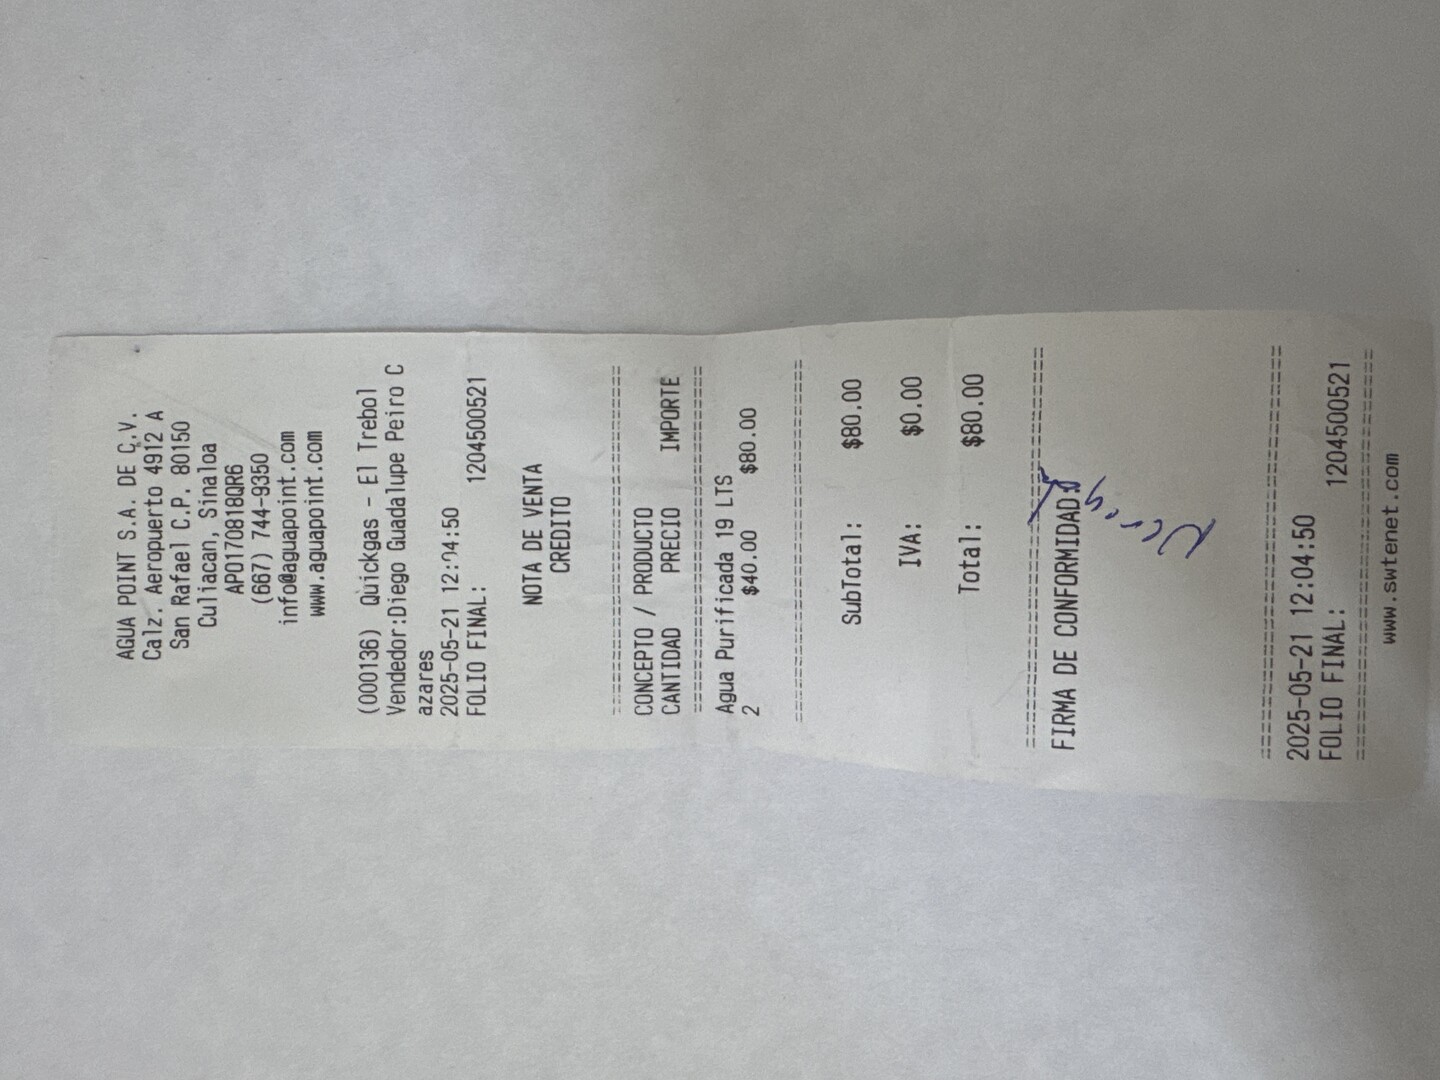 AGUA POINT S.A. DE C.V.
Calz. Aeropuerto 4912 A
San Rafael C.P. 80150
Culiacan, Sinaloa
APO170818QR6
(667) 744-9350
info@aguapoint.com
www.aguapoint.com
(000136) Quickgas - El Trebol
Vendedor:Diego Guadalupe Peiro C
azares
2025-05-21 12:04:50
FOLIO FINAL: 1204500521
NOTA DE VENTA
CREDITO
CONCEPTO / PRODUCTO
CANTIDAD PRECIO IMPORTE
Agua Purificada 19 LTS
2 $40.00 $80.00
SubTotal: $80.00
IVA: $0.00
Total: $80.00
FIRMA DE CONFORMIDAD:
2025-05-21 12:04:50
FOLIO FINAL: 1204500521
www.swtenet.com